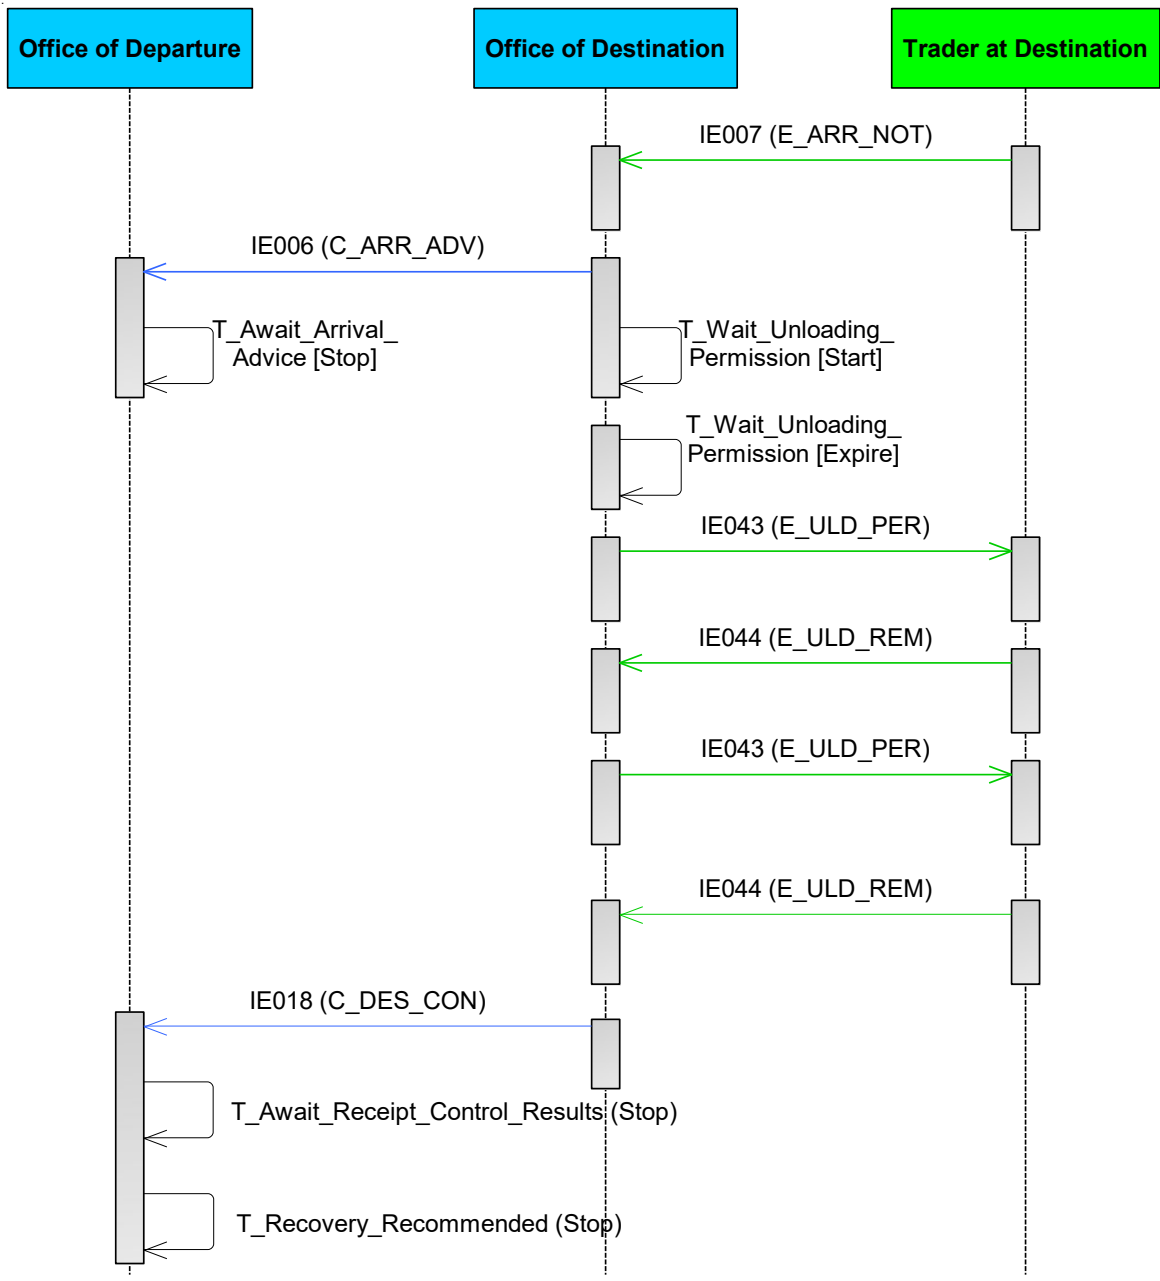 Office of Departure
Office of Destination
Trader at Destination
IE007 (E_ARR_NOT)
IE006 (C_ARR_ADV)
T_Await_Arrival_
Advice [Stop]
T_Wait_Unloading_
Permission [Start]
T_Wait_Unloading_
Permission [Expire]
IE043 (E_ULD_PER)
IE044 (E_ULD_REM)
IE043 (E_ULD_PER)
IE044 (E_ULD_REM)
IE018 (C_DES_CON)
T_Await_Receipt_Control_Results (Stop)
T_Recovery_Recommended (Stop)